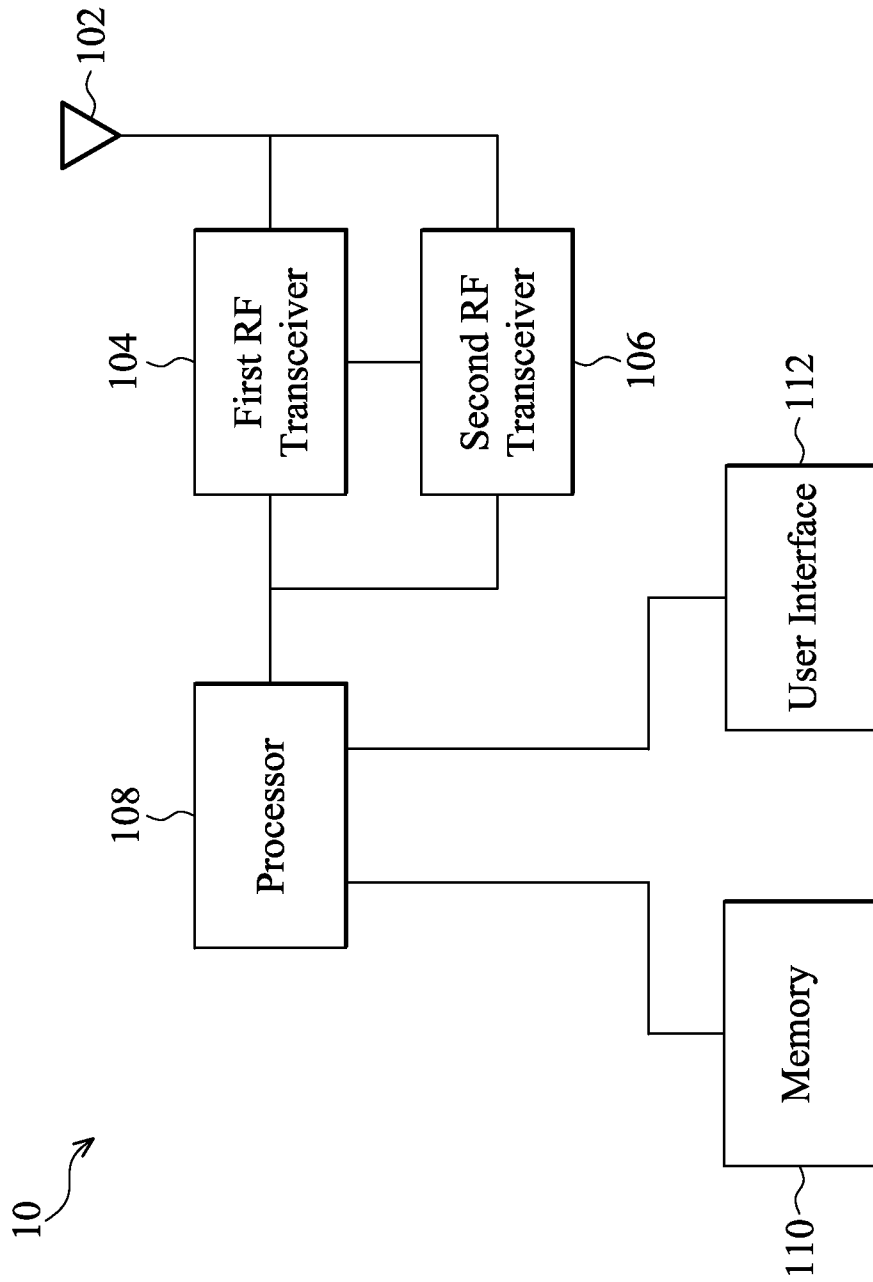 10
102
104
First RF
Transceiver
108
Processor
Second RF
Transceiver
106
112
User Interface
Memory
110